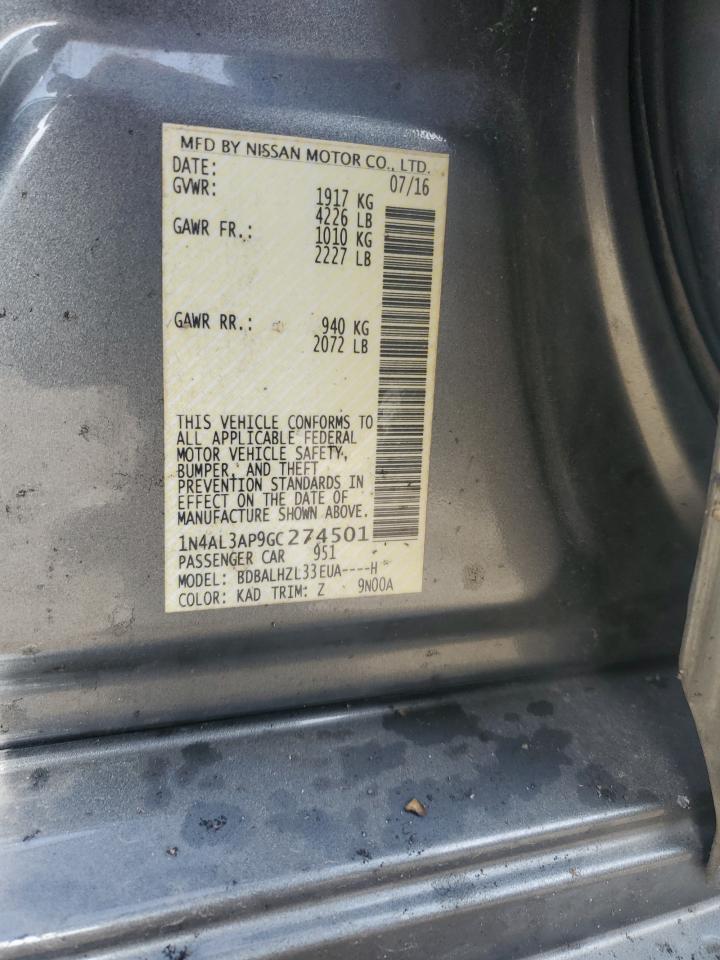 MFD BY NISSAN MOTOR CO., LTD.
DATE: 07/16
GVWR: 1917 KG
4226 LB
GAWR FR.: 1010 KG
2227 LB
GAWR RR.: 940 KG
2072 LB
THIS VEHICLE CONFORMS TO
ALL APPLICABLE FEDERAL
MOTOR VEHICLE SAFETY,
BUMPER, AND THEFT
PREVENTION STANDARDS IN
EFFECT ON THE DATE OF
MANUFACTURE SHOWN ABOVE.
1N4AL3AP9GC274501
PASSENGER CAR 951
MODEL: BDBALHZL33EUA----H
COLOR: KAD TRIM: Z 9N00A